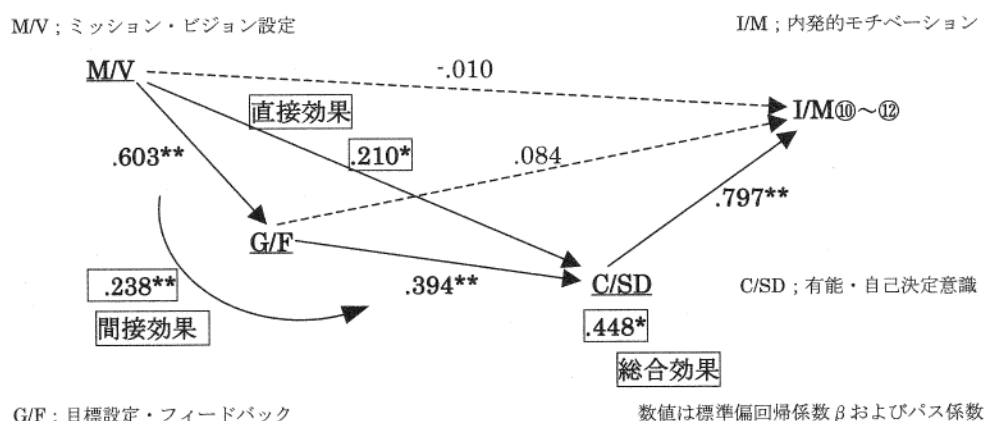 M/V ; ミッション・ビジョン設定
I/M ; 内発的モチベーション
M/V
-.010
直接効果
I/M⑩～⑫
.603**
.210*
.084
.797**
G/F
.238**
.394**
C/SD
C/SD ; 有能・自己決定意識
間接効果
.448*
総合効果
G/F ; 目標設定・フィードバック
数値は標準偏回帰係数βおよびパス係数